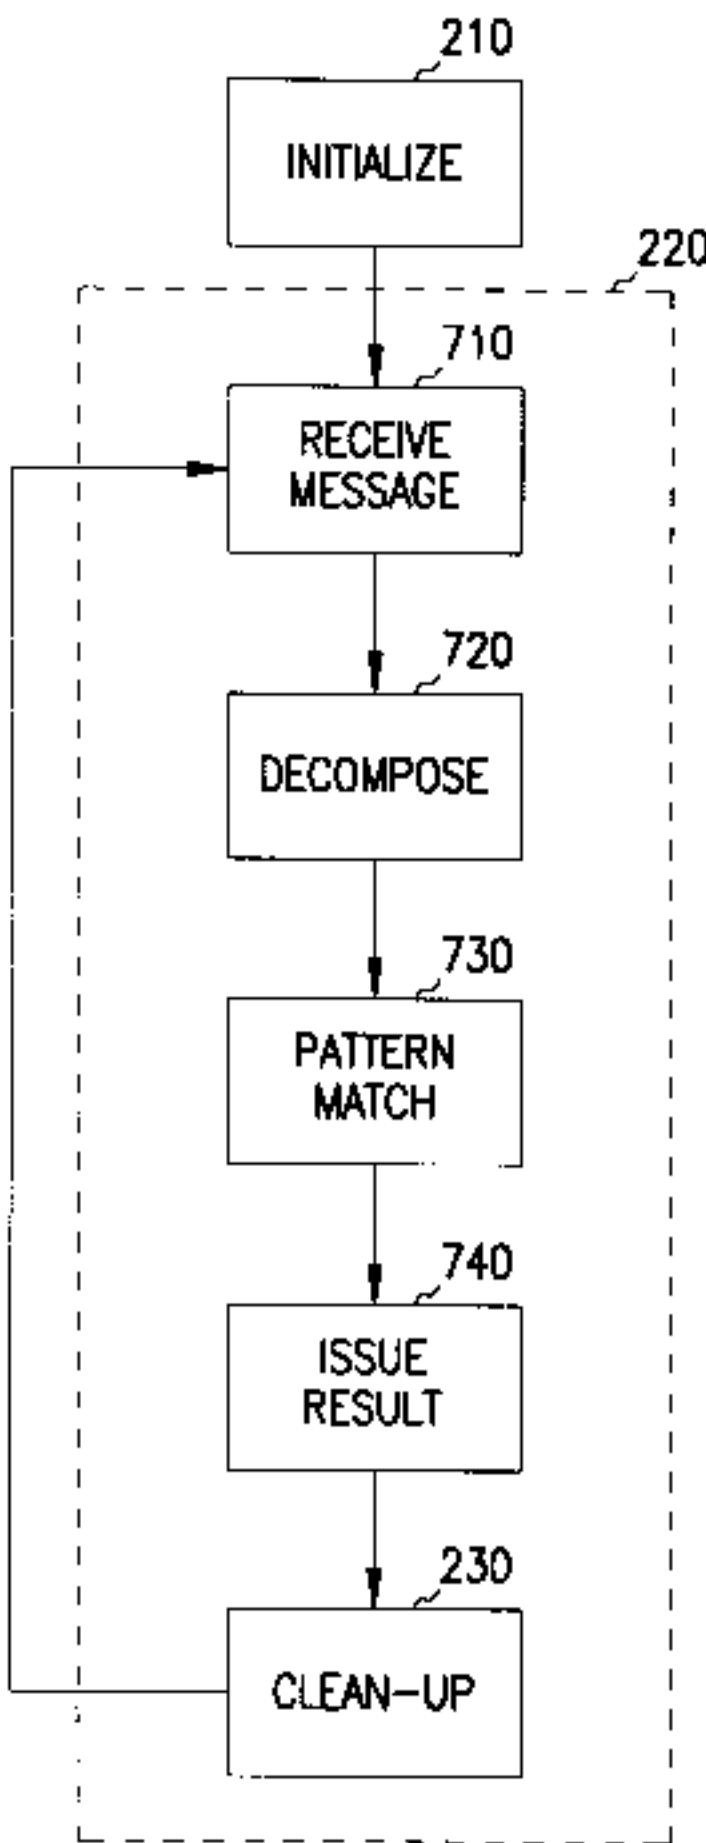 210
INITIALIZE
220
710
RECEIVE
MESSAGE
720
DECOMPOSE
730
PATTERN
MATCH
740
ISSUE
RESULT
230
CLEAN-UP